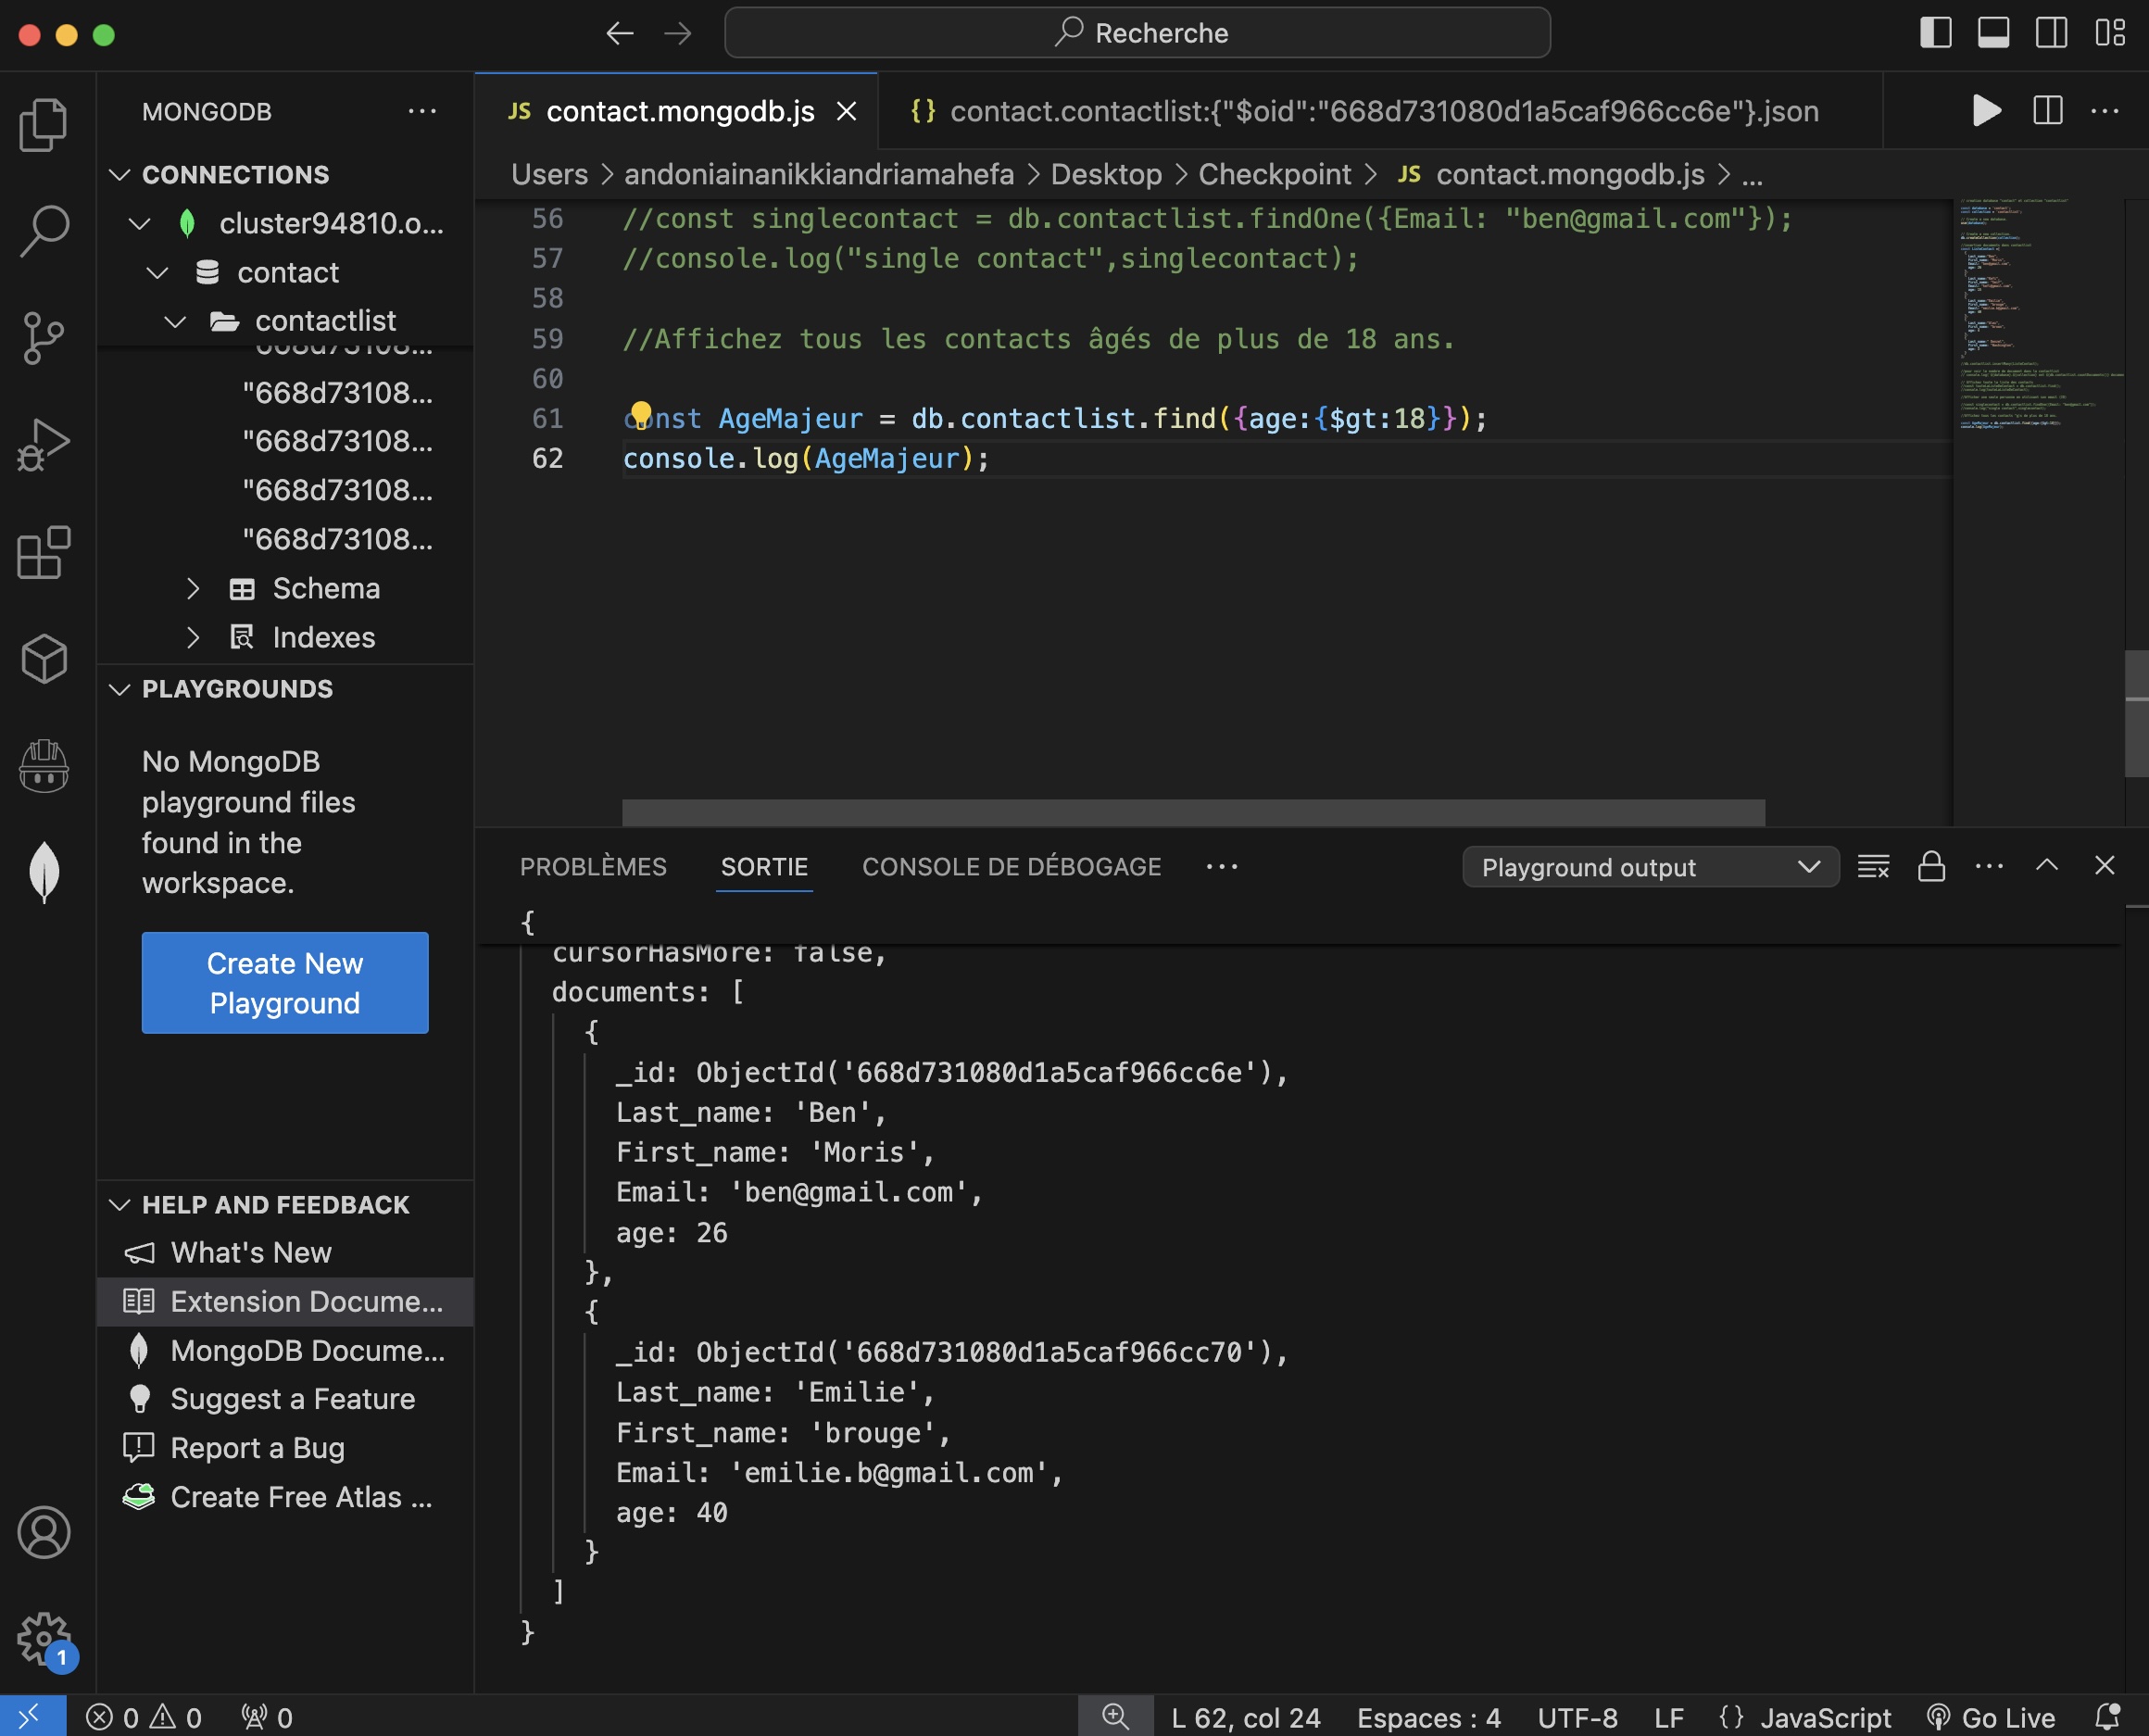 Recherche
MONGODB
JS contact.mongodb.js
{} contact.contactlist:{"$oid":"668d731080d1a5caf966cc6e"}.json
Users > andoniainanikkiandriamahefa > Desktop > Checkpoint > JS contact.mongodb.js > ...
CONNECTIONS
cluster94810.o...
contact
contactlist
"668d73108...
"668d73108...
"668d73108...
"668d73108...
Schema
Indexes
PLAYGROUNDS
No MongoDB
playground files
found in the
workspace.
Create New
Playground
HELP AND FEEDBACK
What's New
Extension Docume...
MongoDB Docume...
Suggest a Feature
Report a Bug
Create Free Atlas ...
56 //const singlecontact = db.contactlist.findOne({Email: "ben@gmail.com"});
57 //console.log("single contact",singlecontact);
58
59 //Affichez tous les contacts âgés de plus de 18 ans.
60
61 const AgeMajeur = db.contactlist.find({age:{$gt:18}});
62 console.log(AgeMajeur);
PROBLÈMES SORTIE CONSOLE DE DÉBOGAGE ... Playground output
{
cursorHasMore: false,
documents: [
{
_id: ObjectId('668d731080d1a5caf966cc6e'),
Last_name: 'Ben',
First_name: 'Moris',
Email: 'ben@gmail.com',
age: 26
},
{
_id: ObjectId('668d731080d1a5caf966cc70'),
Last_name: 'Emilie',
First_name: 'brouge',
Email: 'emilie.b@gmail.com',
age: 40
}
]
}
1
0 0 0 L 62, col 24 Espaces : 4 UTF-8 LF {} JavaScript Go Live